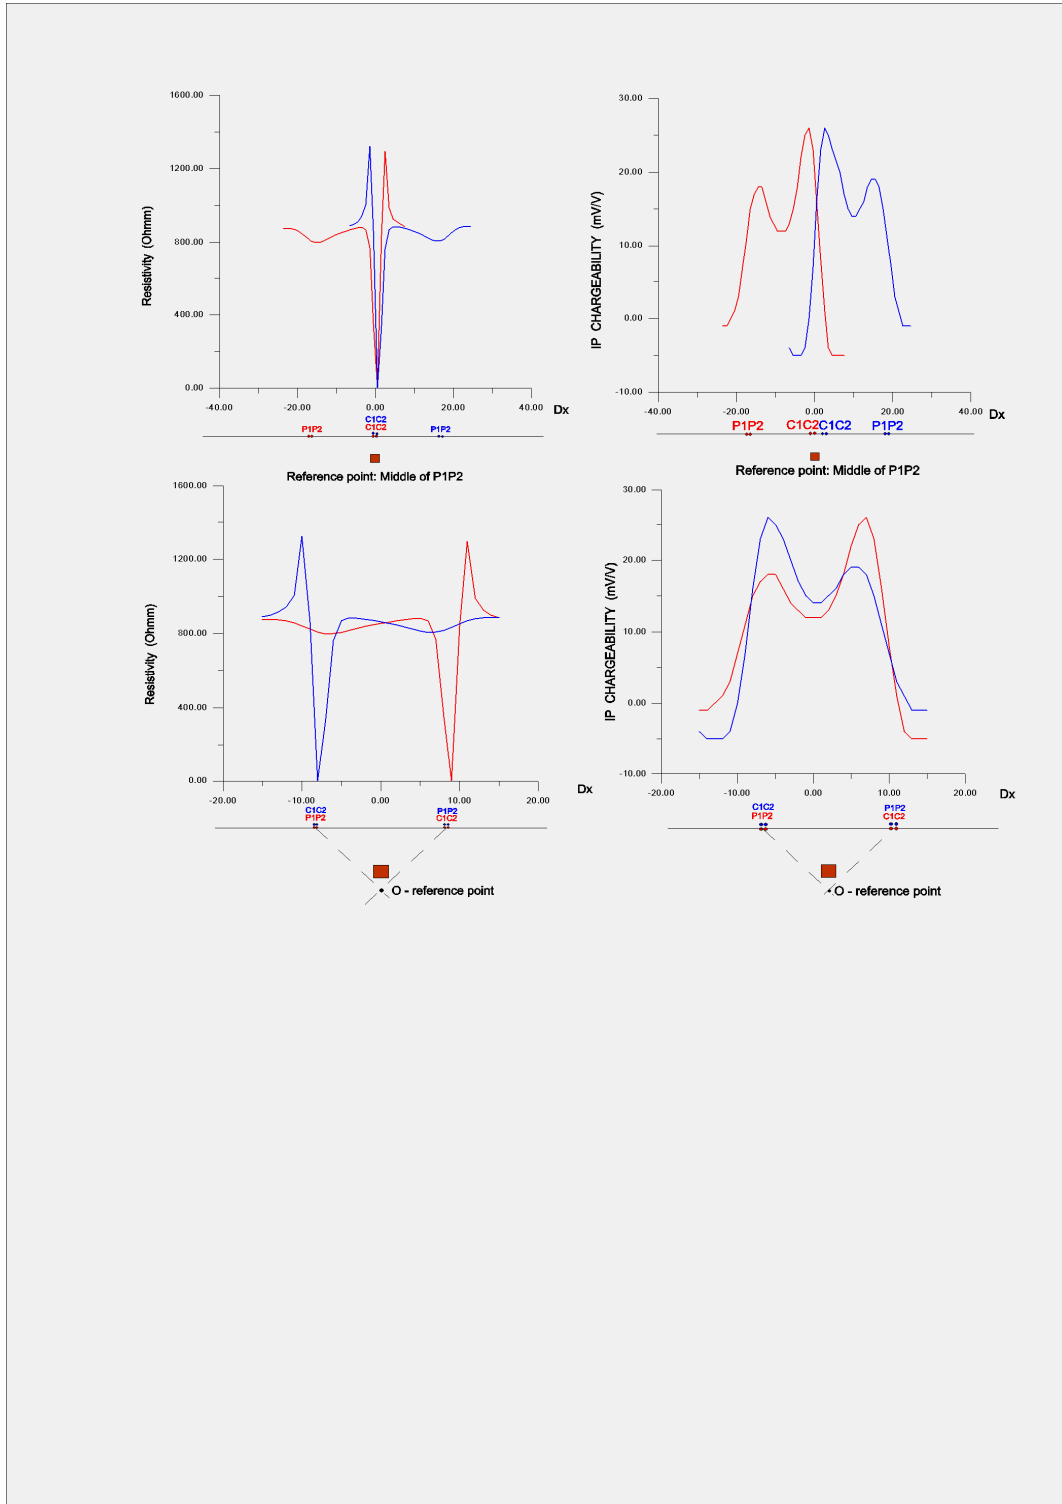 1600.00
1200.00
800.00
400.00
0.00
Resistivity (Ohmm)
-40.00 -20.00 0.00 20.00 40.00
Dx
C1C2
P1P2 C1C2 P1P2
Reference point: Middle of P1P2
30.00
20.00
10.00
0.00
-10.00
IP CHARGEABILITY (mV/V)
-40.00 -20.00 0.00 20.00 40.00
Dx
P1P2 C1C2 C1C2 P1P2
Reference point: Middle of P1P2
1600.00
1200.00
800.00
400.00
0.00
Resistivity (Ohmm)
-20.00 -10.00 0.00 10.00 20.00
Dx
C1C2 P1P2
P1P2 C1C2
O - reference point
30.00
20.00
10.00
0.00
-10.00
IP CHARGEABILITY (mV/V)
-20.00 -10.00 0.00 10.00 20.00
Dx
C1C2 P1P2
P1P2 C1C2
O - reference point